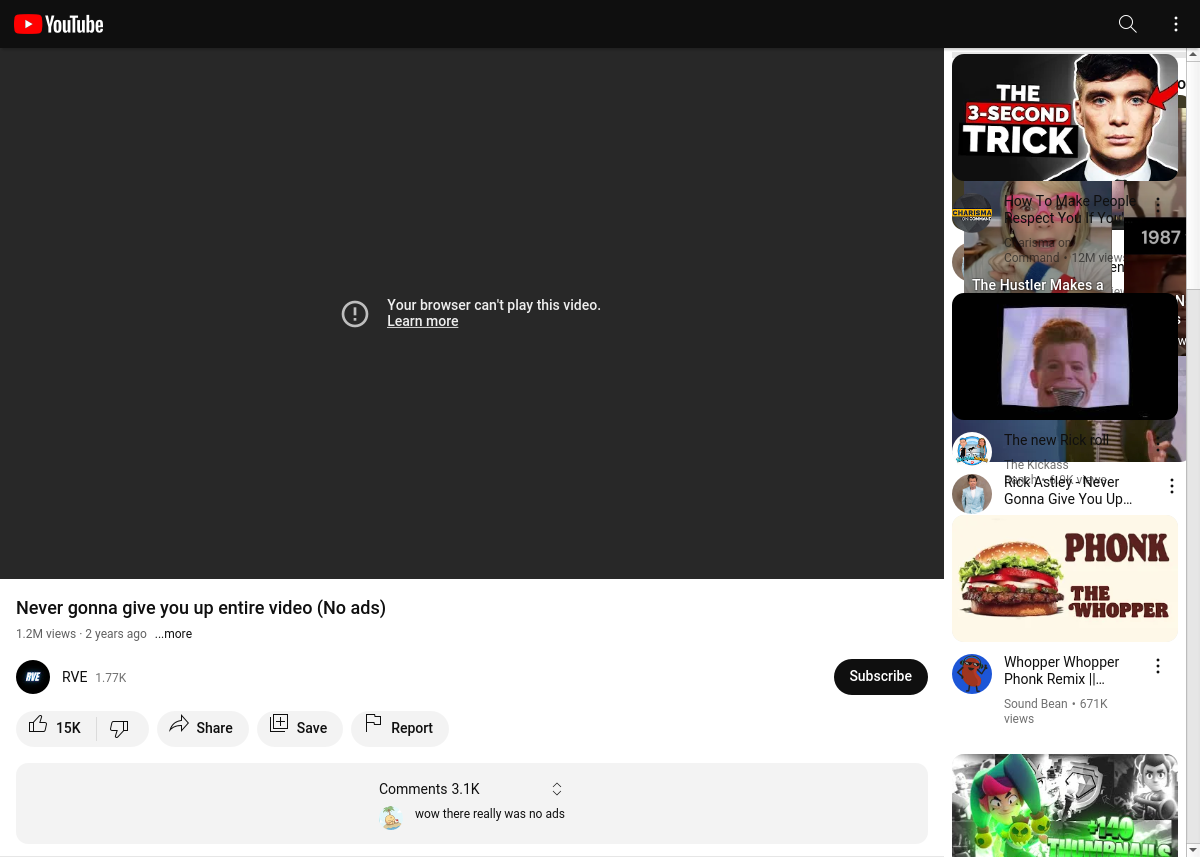 YouTube
Your browser can't play this video.
Learn more
Never gonna give you up entire video (No ads)
1.2M views · 2 years ago ...more
RVE
RVE 1.77K
Subscribe
15K
Share
Save
Report
Comments 3.1K
wow there really was no ads
THE
3-SECOND
TRICK
CHARISMA
ON COMMAND
How To Make People
Respect You If You
Charisma on
Command • 12M views
1987
The Hustler Makes a
The new Rick roll
The Kickass
Rick Astley - Never
Gonna Give You Up...
PHONK
THE
WHOPPER
Whopper Whopper
Phonk Remix ||...
Sound Bean • 671K
views
+140
THUMBNAILS